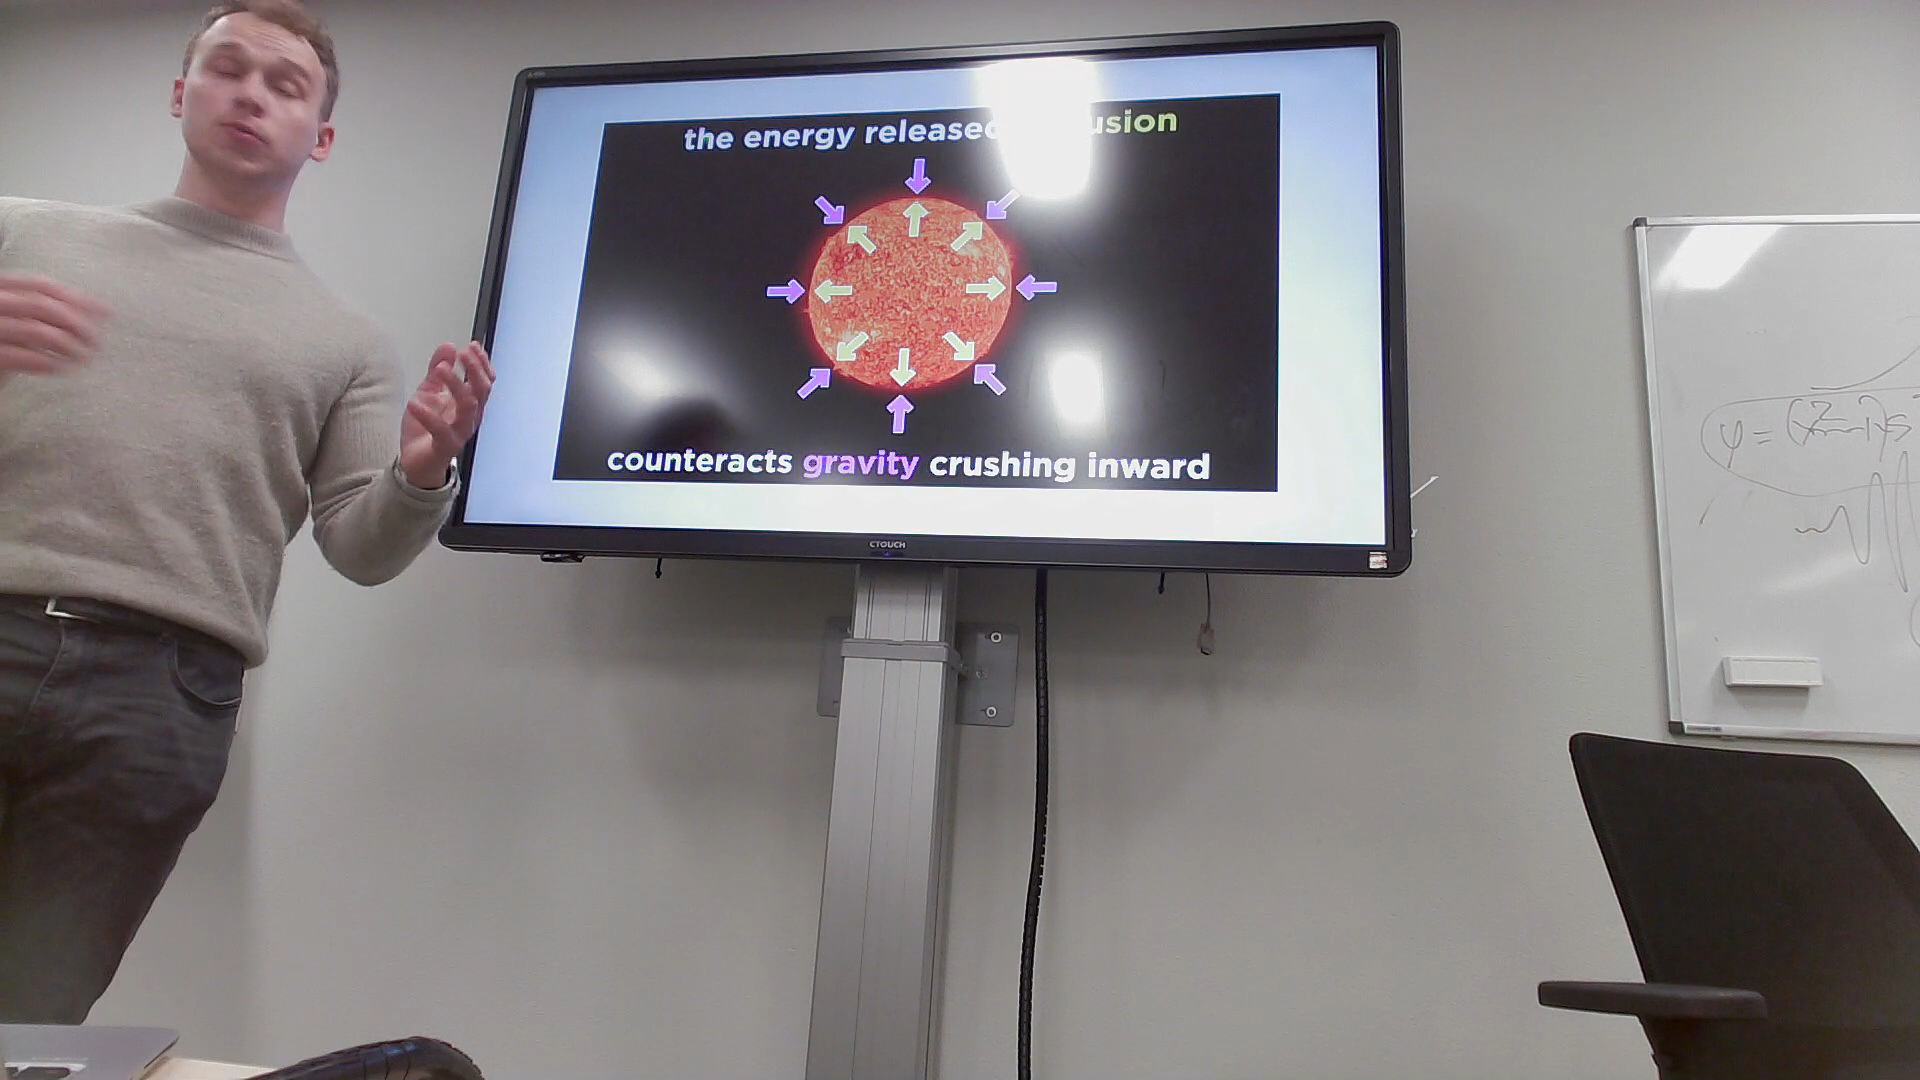 the energy released usion
counteracts gravity crushing inward
CTOUCH